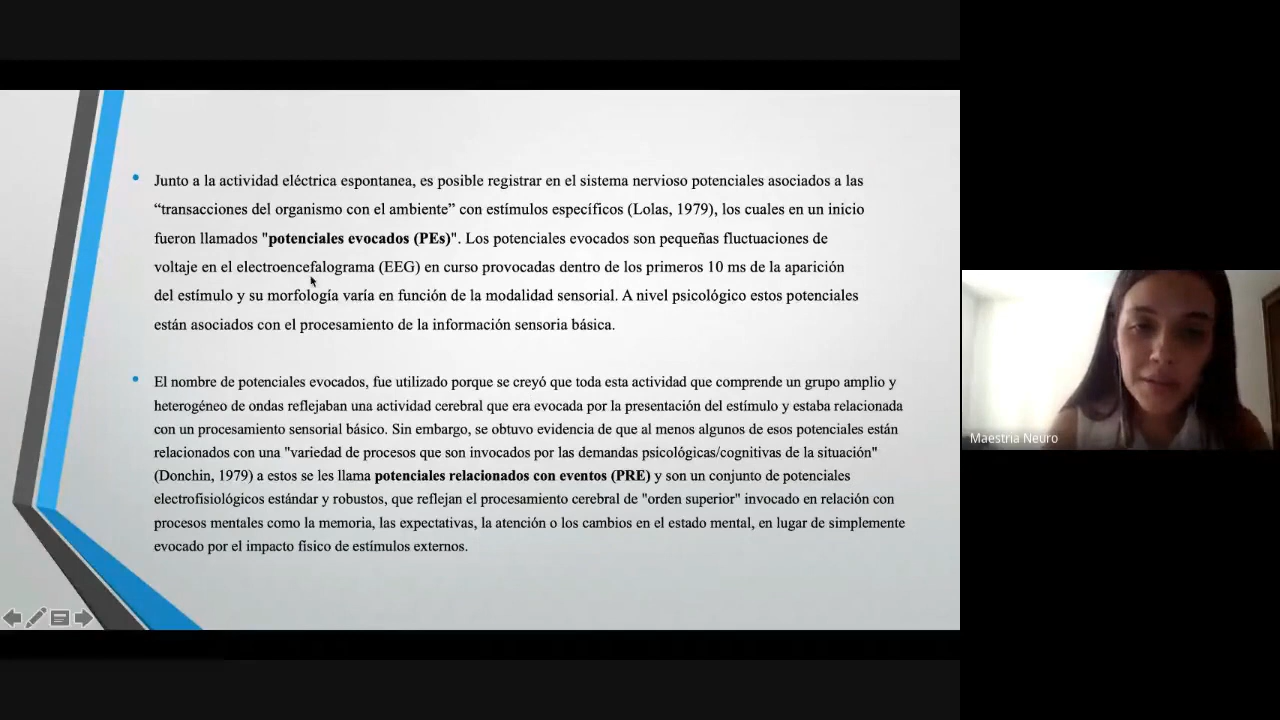 Junto a la actividad eléctrica espontanea, es posible registrar en el sistema nervioso potenciales asociados a las
“transacciones del organismo con el ambiente” con estímulos específicos (Lolas, 1979), los cuales en un inicio
fueron llamados "potenciales evocados (PEs)". Los potenciales evocados son pequeñas fluctuaciones de
voltaje en el electroencefalograma (EEG) en curso provocadas dentro de los primeros 10 ms de la aparición
del estímulo y su morfología varía en función de la modalidad sensorial. A nivel psicológico estos potenciales
están asociados con el procesamiento de la información sensoria básica.
El nombre de potenciales evocados, fue utilizado porque se creyó que toda esta actividad que comprende un grupo amplio y
heterogéneo de ondas reflejaban una actividad cerebral que era evocada por la presentación del estímulo y estaba relacionada
con un procesamiento sensorial básico. Sin embargo, se obtuvo evidencia de que al menos algunos de esos potenciales están
relacionados con una "variedad de procesos que son invocados por las demandas psicológicas/cognitivas de la situación"
(Donchin, 1979) a estos se les llama potenciales relacionados con eventos (PRE) y son un conjunto de potenciales
electrofisiológicos estándar y robustos, que reflejan el procesamiento cerebral de "orden superior" invocado en relación con
procesos mentales como la memoria, las expectativas, la atención o los cambios en el estado mental, en lugar de simplemente
evocado por el impacto físico de estímulos externos.
Maestria Neuro